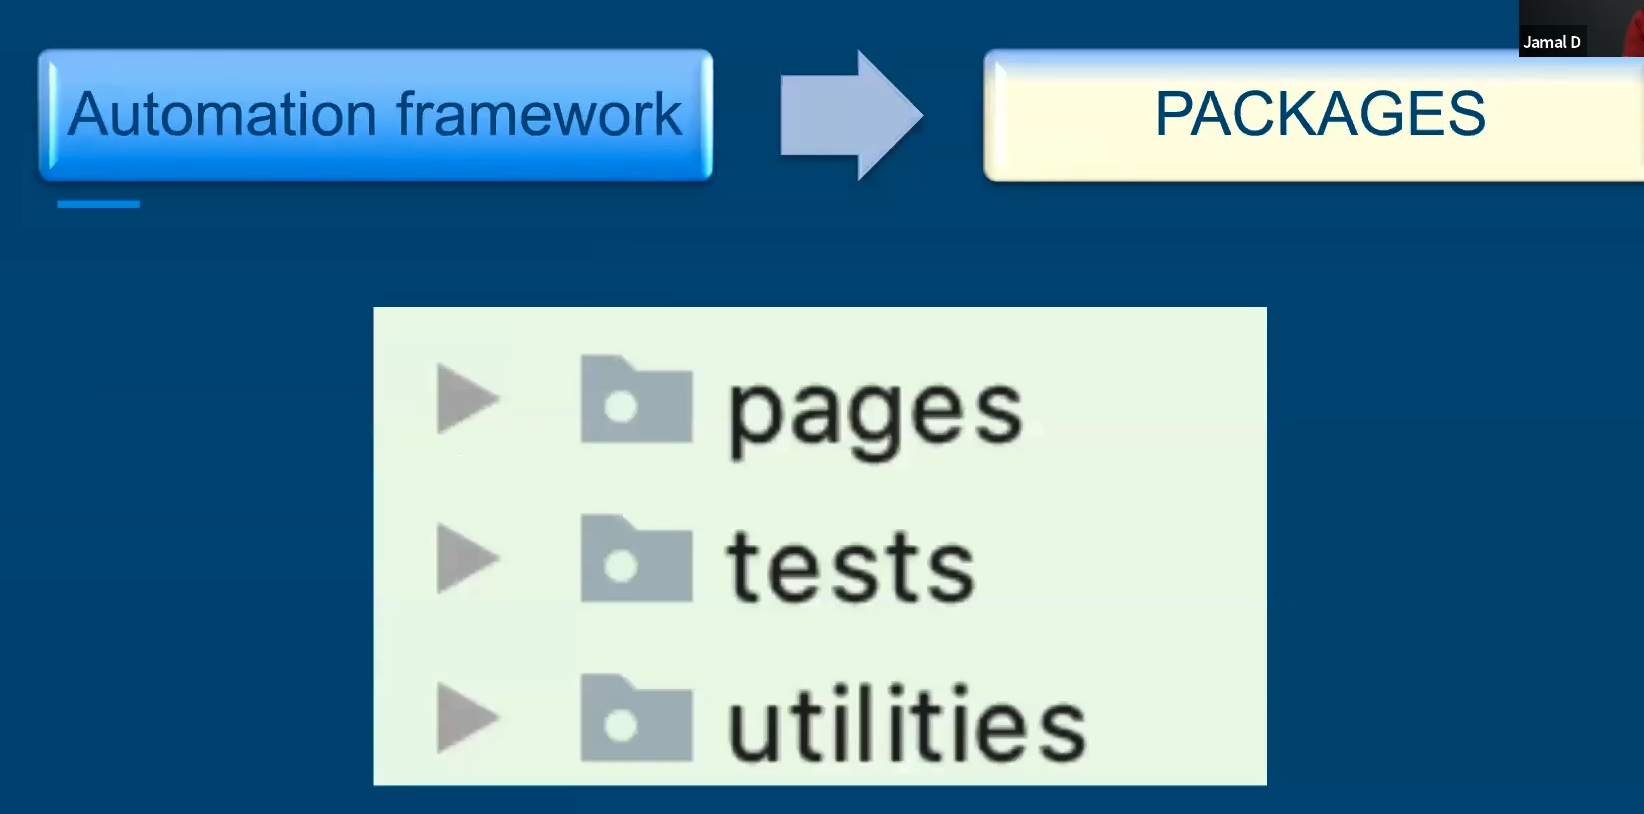 Automation framework
PACKAGES
Jamal D
pages
tests
utilities